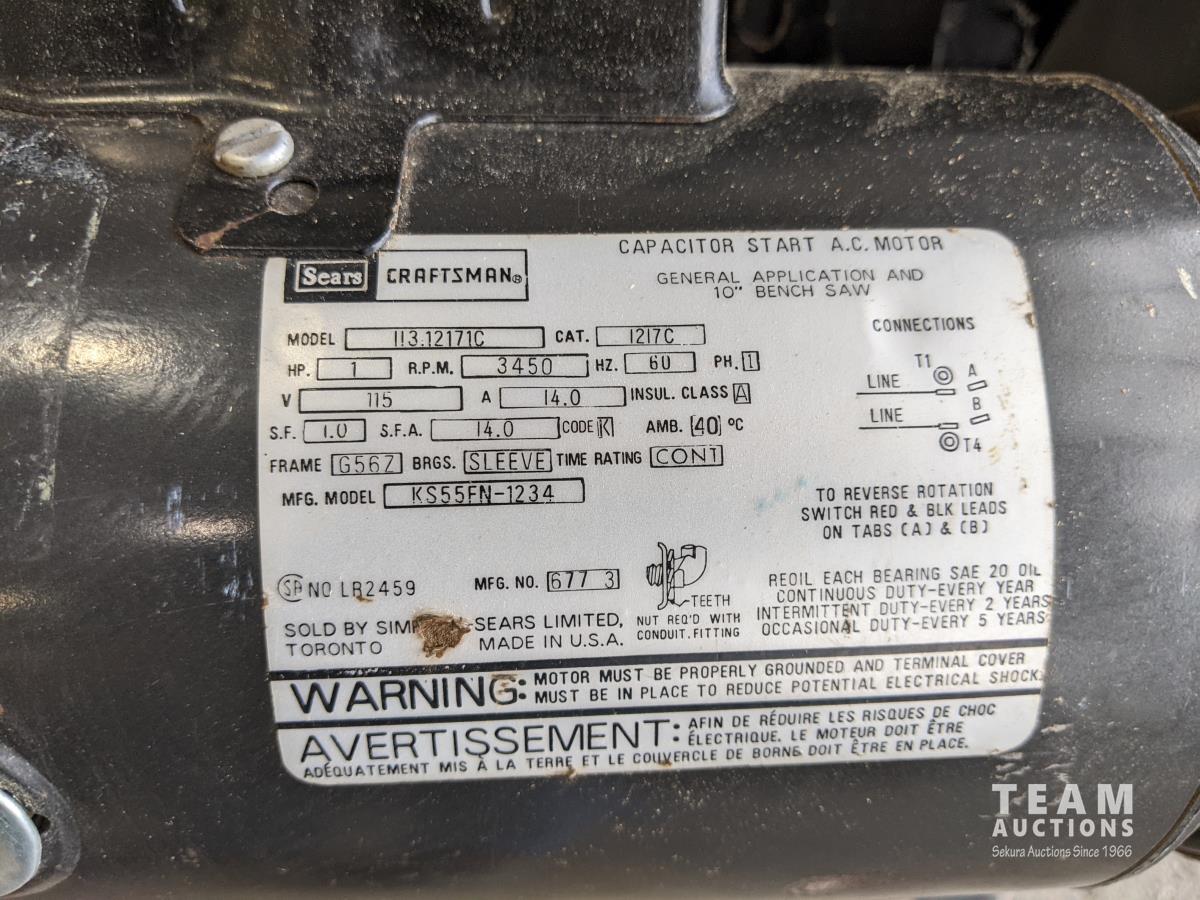 Sears CRAFTSMAN®
CAPACITOR START A.C. MOTOR
GENERAL APPLICATION AND
10" BENCH SAW
MODEL 113.12171C CAT. 1217C
HP. 1 R.P.M. 3450 HZ. 60 PH. 1
V 115 A 14.0 INSUL. CLASS A
S.F. 1.0 S.F.A. 14.0 CODE K AMB. 40 °C
FRAME G56Z BRGS. SLEEVE TIME RATING CONT
MFG. MODEL KS55FN-1234
CONNECTIONS
T1 A
LINE
B
LINE
T4
TO REVERSE ROTATION
SWITCH RED & BLK LEADS
ON TABS (A) & (B)
NO LR2459
MFG. NO. 677 3
TEETH
NUT REQ'D WITH
CONDUIT. FITTING
REOIL EACH BEARING SAE 20 OIL
CONTINUOUS DUTY-EVERY YEAR
INTERMITTENT DUTY-EVERY 2 YEARS
OCCASIONAL DUTY-EVERY 5 YEARS
SOLD BY -SEARS LIMITED,
TORONTO MADE IN U.S.A.
WARNING: MOTOR MUST BE PROPERLY GROUNDED AND TERMINAL COVER
MUST BE IN PLACE TO REDUCE POTENTIAL ELECTRICAL SHOCK.
AVERTISSEMENT: AFIN DE RÉDUIRE LES RISQUES DE CHOC
ÉLECTRIQUE. LE MOTEUR DOIT ÊTRE
ADÉQUATEMENT MIS À LA TERRE ET LE COUVERCLE DE BORNE DOIT ÊTRE EN PLACE.
TEAM
AUCTIONS
Sekura Auctions Since 1966